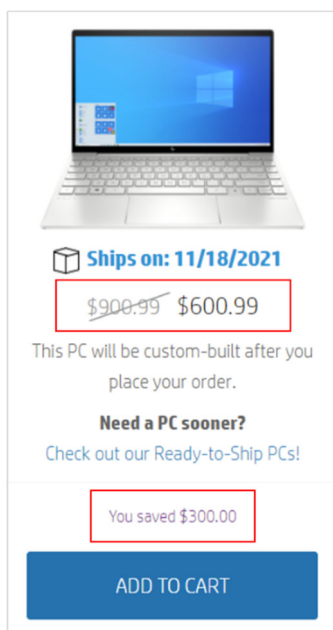 Ships on: 11/18/2021
$900.99 $600.99
This PC will be custom-built after you
place your order.
Need a PC sooner?
Check out our Ready-to-Ship PCs!
You saved $300.00
ADD TO CART